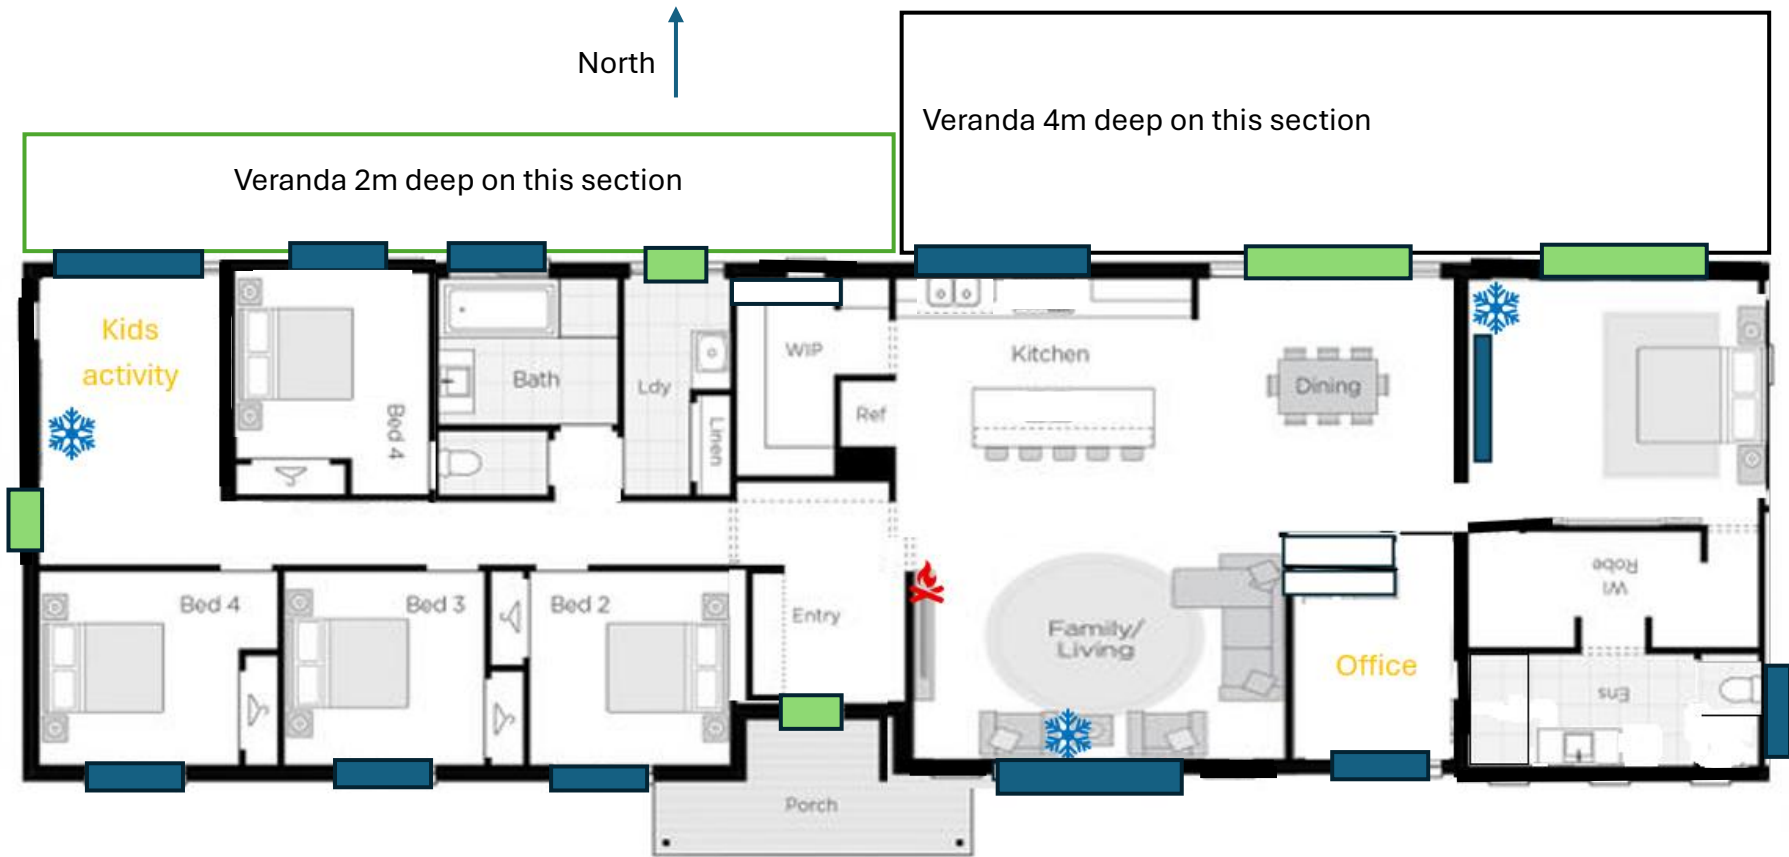 North
Veranda 4m deep on this section
Veranda 2m deep on this section
Kids
activity
Bed 4
Bath
Ldy
Linen
WIP
Ref
Kitchen
Dining
Bed 4
Bed 3
Bed 2
Entry
Family/
Living
Office
WI
Robe
Ens
Porch